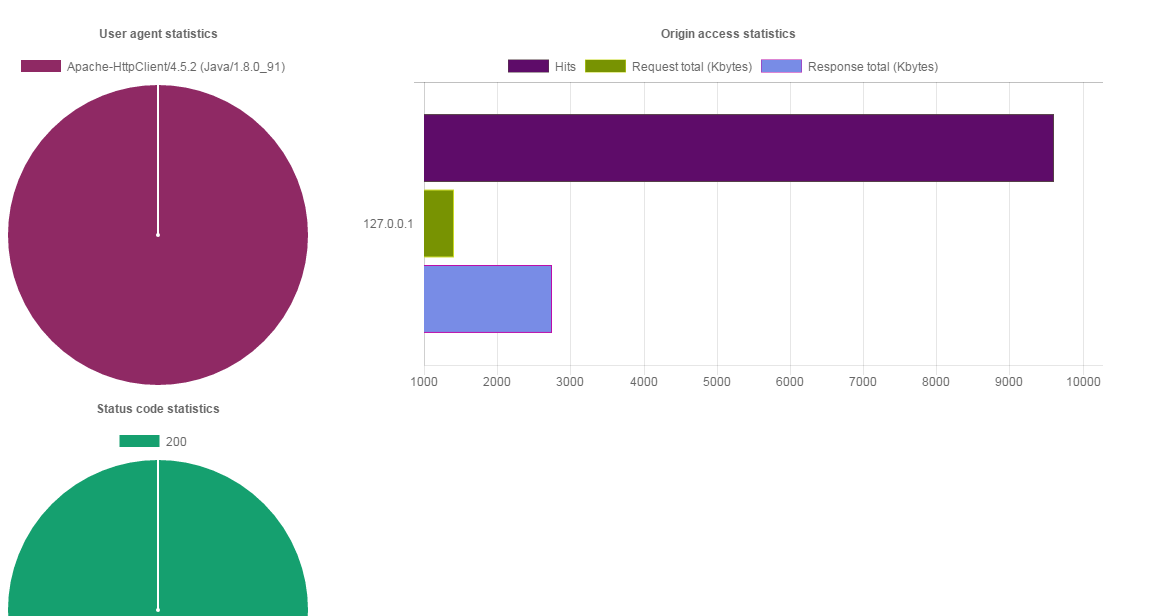 User agent statistics
Apache-HttpClient/4.5.2 (Java/1.8.0_91)
Origin access statistics
Hits Request total (Kbytes) Response total (Kbytes)
127.0.0.1
1000 2000 3000 4000 5000 6000 7000 8000 9000 10000
Status code statistics
200